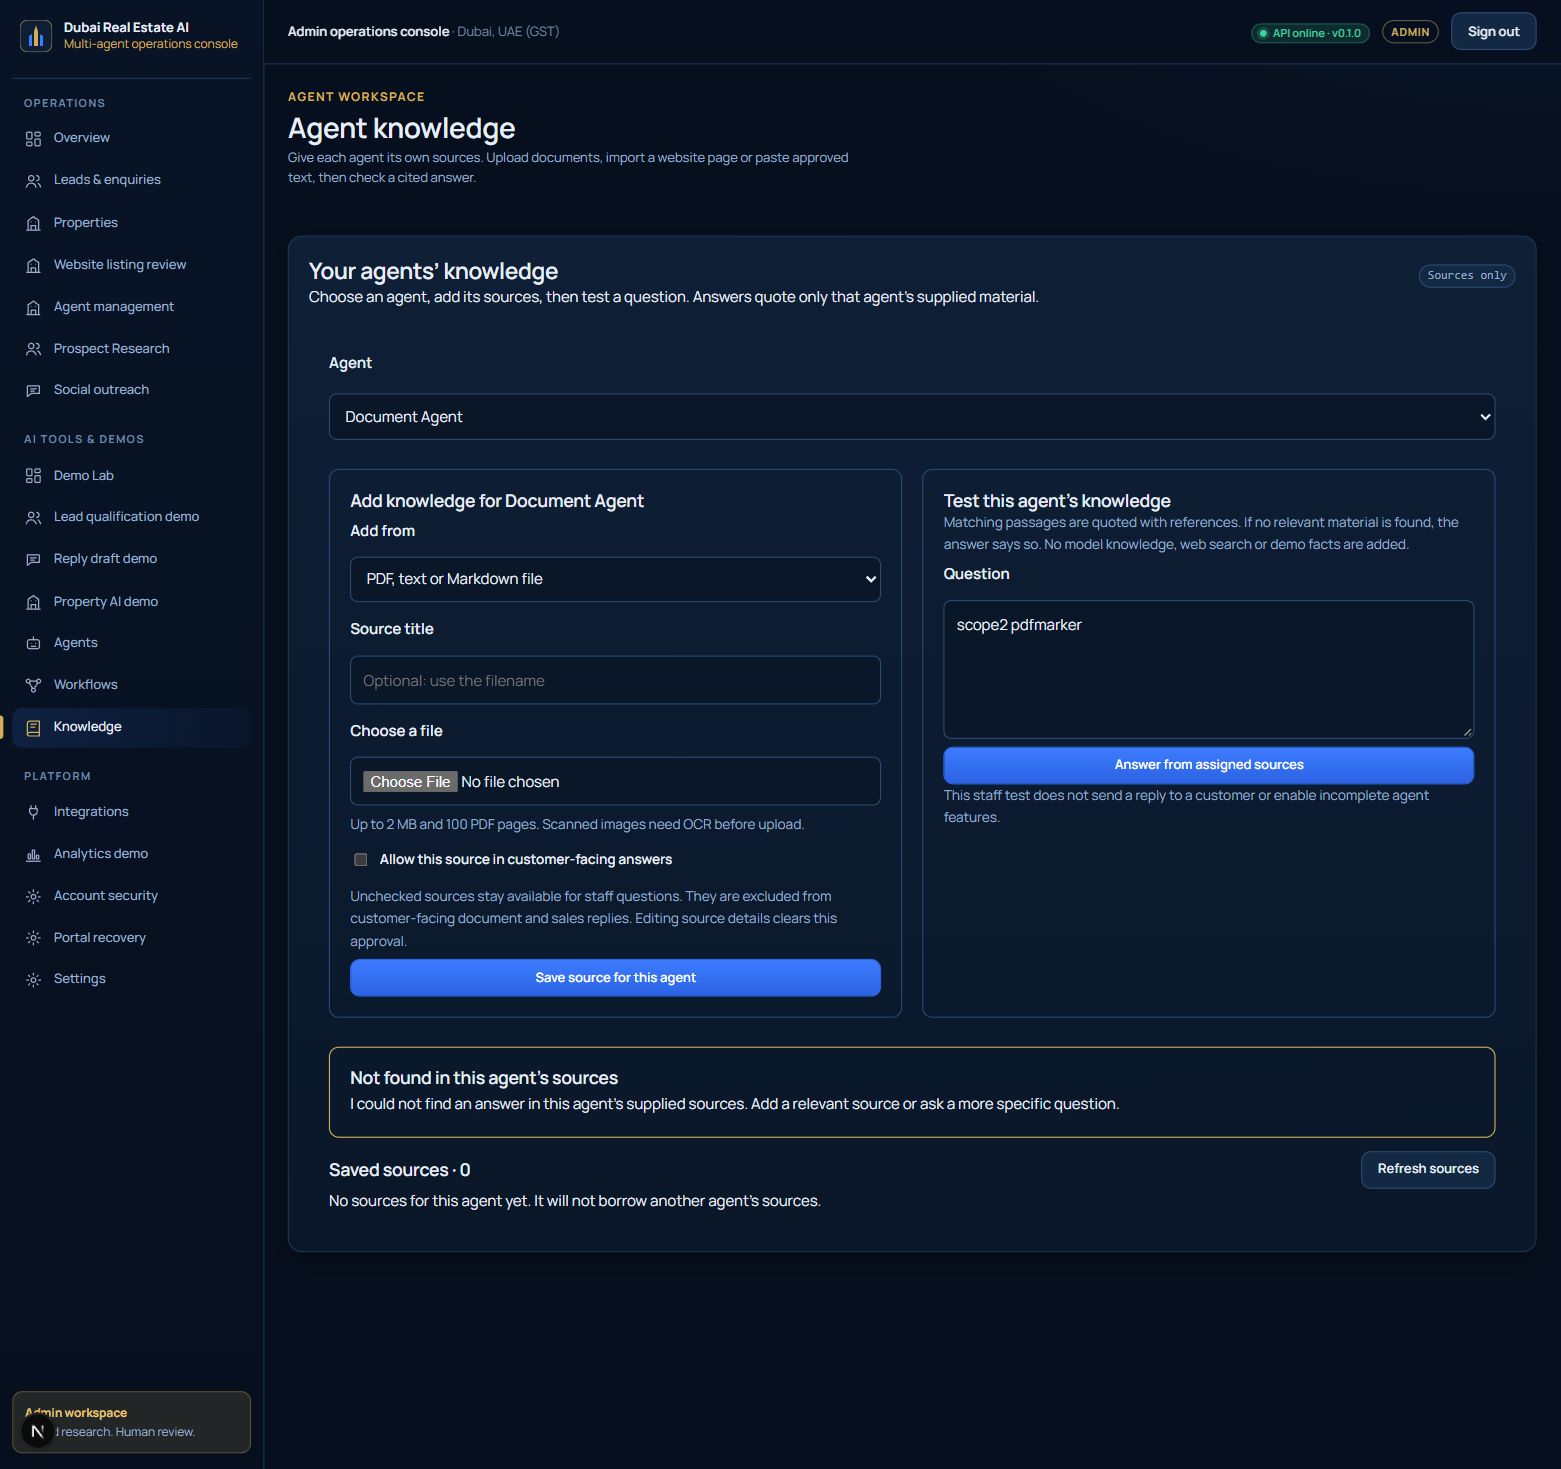 Dubai Real Estate AI
Multi-agent operations console
Admin operations console · Dubai, UAE (GST)
API online · v0.1.0
ADMIN
Sign out
OPERATIONS
Overview
Leads & enquiries
Properties
Website listing review
Agent management
Prospect Research
Social outreach
AI TOOLS & DEMOS
Demo Lab
Lead qualification demo
Reply draft demo
Property AI demo
Agents
Workflows
Knowledge
PLATFORM
Integrations
Analytics demo
Account security
Portal recovery
Settings
Admin workspace
research. Human review.
N
AGENT WORKSPACE
Agent knowledge
Give each agent its own sources. Upload documents, import a website page or paste approved
text, then check a cited answer.
Your agents’ knowledge
Choose an agent, add its sources, then test a question. Answers quote only that agent’s supplied material.
Sources only
Agent
Document Agent
Add knowledge for Document Agent
Add from
PDF, text or Markdown file
Source title
Optional: use the filename
Choose a file
Choose File No file chosen
Up to 2 MB and 100 PDF pages. Scanned images need OCR before upload.
Allow this source in customer-facing answers
Unchecked sources stay available for staff questions. They are excluded from
customer-facing document and sales replies. Editing source details clears this
approval.
Save source for this agent
Test this agent’s knowledge
Matching passages are quoted with references. If no relevant material is found, the
answer says so. No model knowledge, web search or demo facts are added.
Question
scope2 pdfmarker
Answer from assigned sources
This staff test does not send a reply to a customer or enable incomplete agent
features.
Not found in this agent’s sources
I could not find an answer in this agent’s supplied sources. Add a relevant source or ask a more specific question.
Saved sources · 0
Refresh sources
No sources for this agent yet. It will not borrow another agent’s sources.